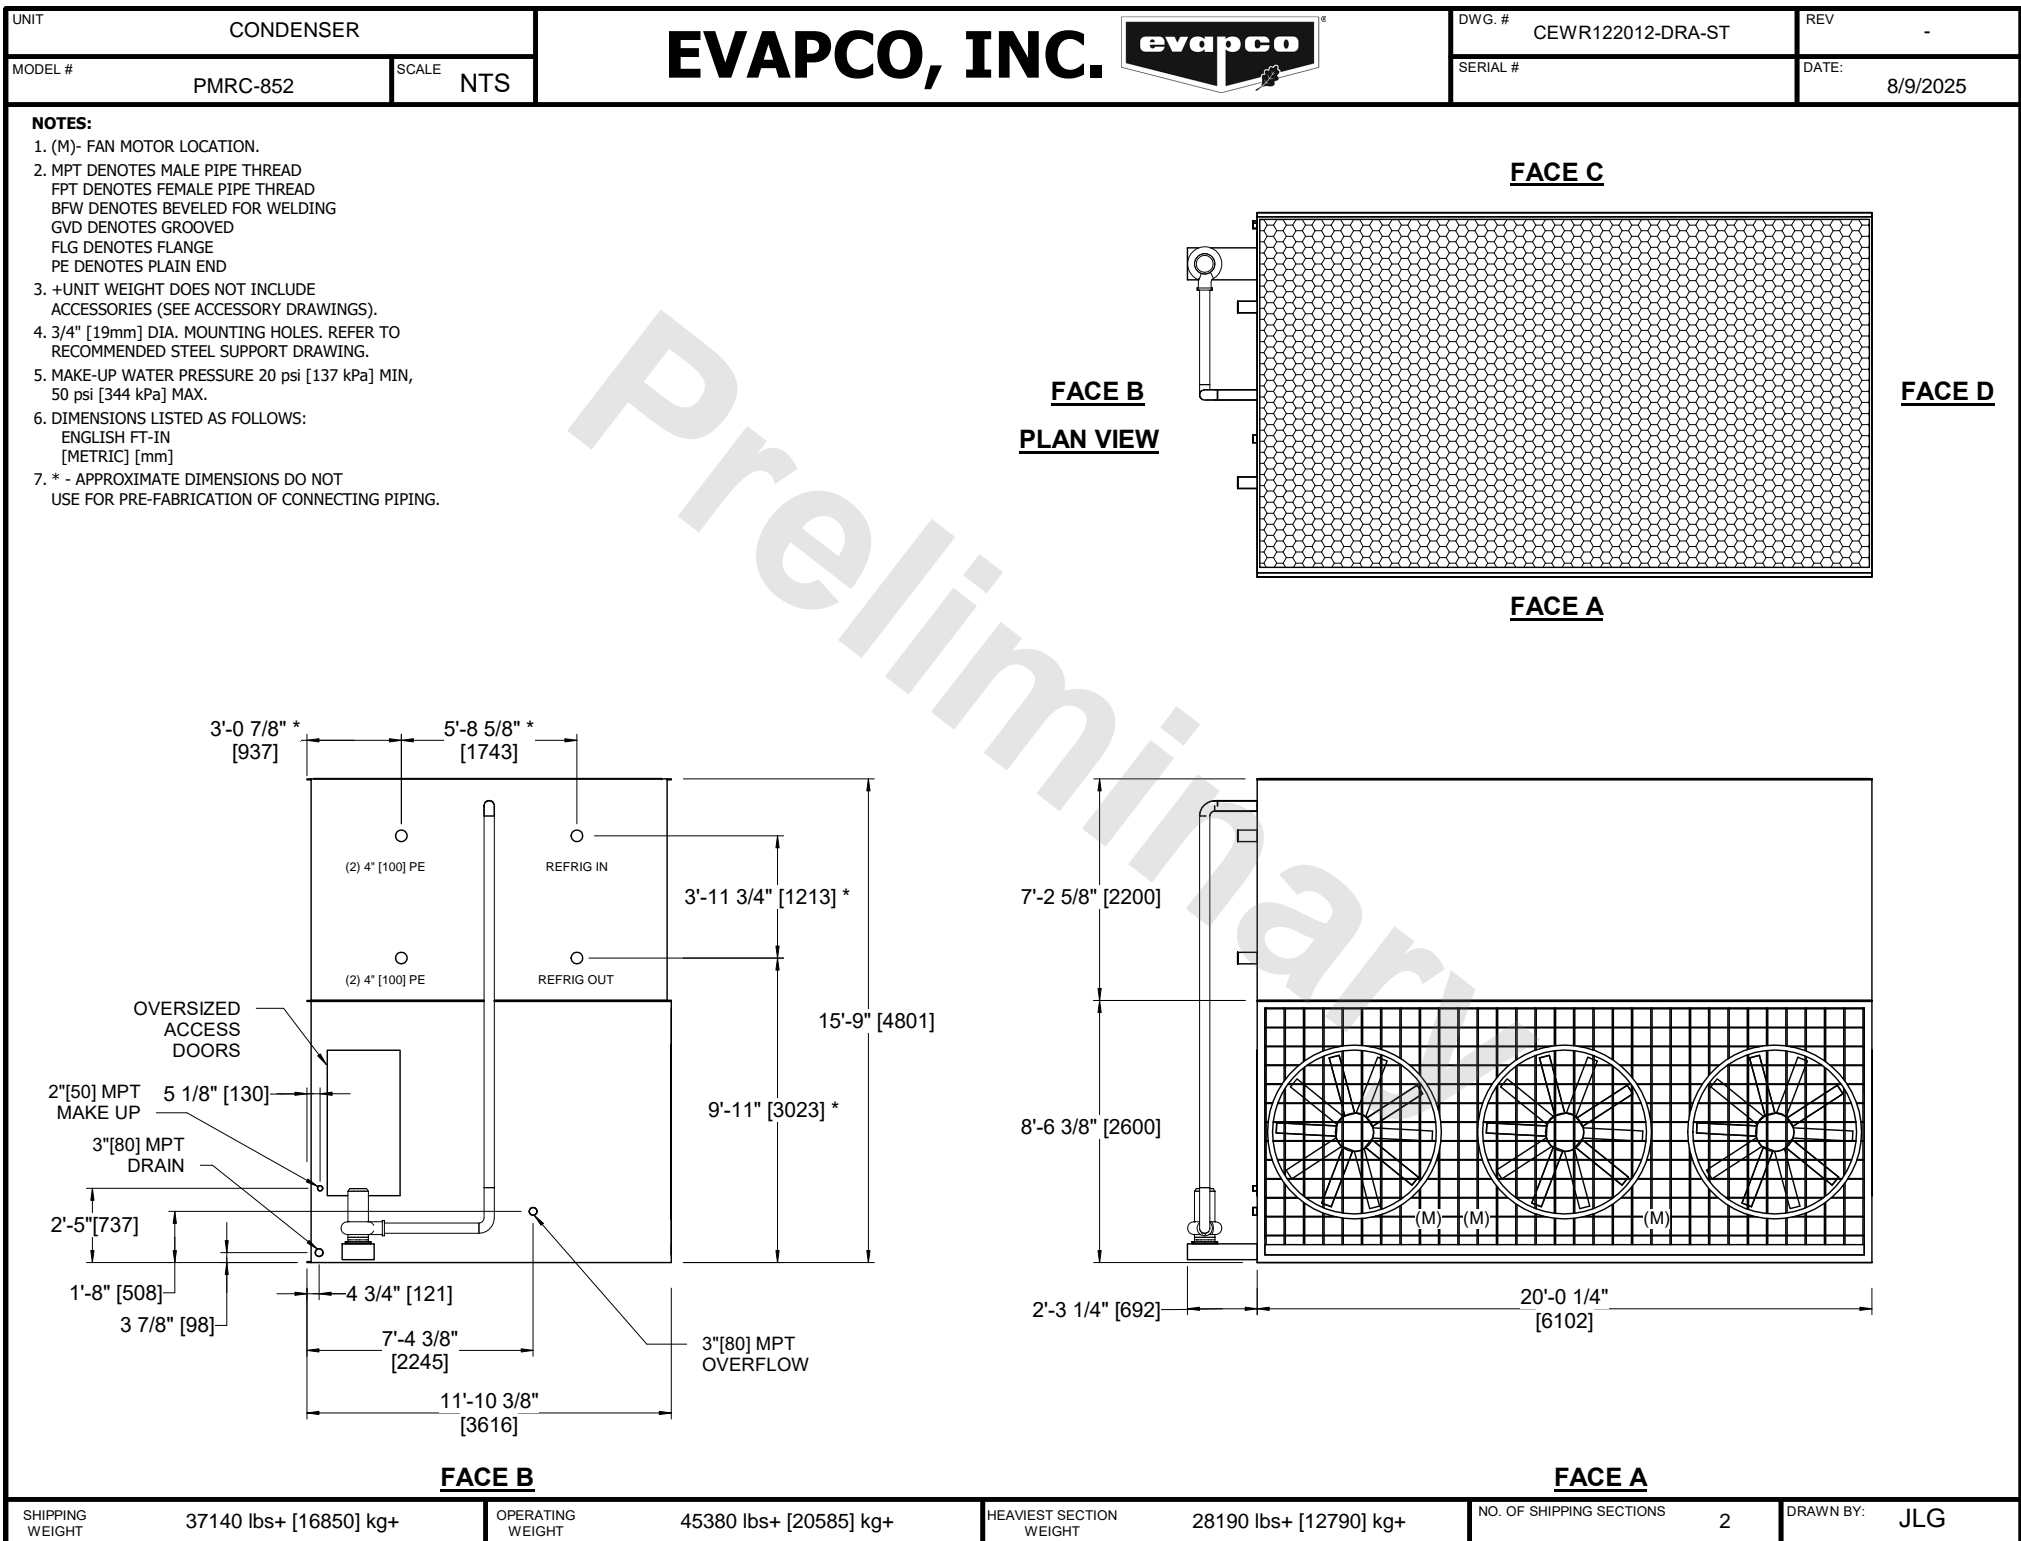 UNIT
CONDENSER
MODEL #
PMRC-852
SCALE
NTS
EVAPCO, INC.
evapco
®
DWG. #
CEWR122012-DRA-ST
REV
-
SERIAL #
DATE:
8/9/2025
NOTES:
1. (M)- FAN MOTOR LOCATION.
2. MPT DENOTES MALE PIPE THREAD
FPT DENOTES FEMALE PIPE THREAD
BFW DENOTES BEVELED FOR WELDING
GVD DENOTES GROOVED
FLG DENOTES FLANGE
PE DENOTES PLAIN END
3. +UNIT WEIGHT DOES NOT INCLUDE
ACCESSORIES (SEE ACCESSORY DRAWINGS).
4. 3/4" [19mm] DIA. MOUNTING HOLES. REFER TO
RECOMMENDED STEEL SUPPORT DRAWING.
5. MAKE-UP WATER PRESSURE 20 psi [137 kPa] MIN,
50 psi [344 kPa] MAX.
6. DIMENSIONS LISTED AS FOLLOWS:
ENGLISH FT-IN
[METRIC] [mm]
7. * - APPROXIMATE DIMENSIONS DO NOT
USE FOR PRE-FABRICATION OF CONNECTING PIPING.
Preliminary
FACE C
FACE B
PLAN VIEW
FACE D
FACE A
3'-0 7/8" *
[937]
5'-8 5/8" *
[1743]
(2) 4" [100] PE
REFRIG IN
3'-11 3/4" [1213] *
(2) 4" [100] PE
REFRIG OUT
OVERSIZED
ACCESS
DOORS
15'-9" [4801]
2"[50] MPT
MAKE UP
5 1/8" [130]
9'-11" [3023] *
3"[80] MPT
DRAIN
2'-5"[737]
1'-8" [508]
4 3/4" [121]
3 7/8" [98]
7'-4 3/8"
[2245]
3"[80] MPT
OVERFLOW
11'-10 3/8"
[3616]
FACE B
7'-2 5/8" [2200]
8'-6 3/8" [2600]
(M)
(M)
(M)
2'-3 1/4" [692]
20'-0 1/4"
[6102]
FACE A
SHIPPING
WEIGHT
37140 lbs+ [16850] kg+
OPERATING
WEIGHT
45380 lbs+ [20585] kg+
HEAVIEST SECTION
WEIGHT
28190 lbs+ [12790] kg+
NO. OF SHIPPING SECTIONS
2
DRAWN BY:
JLG